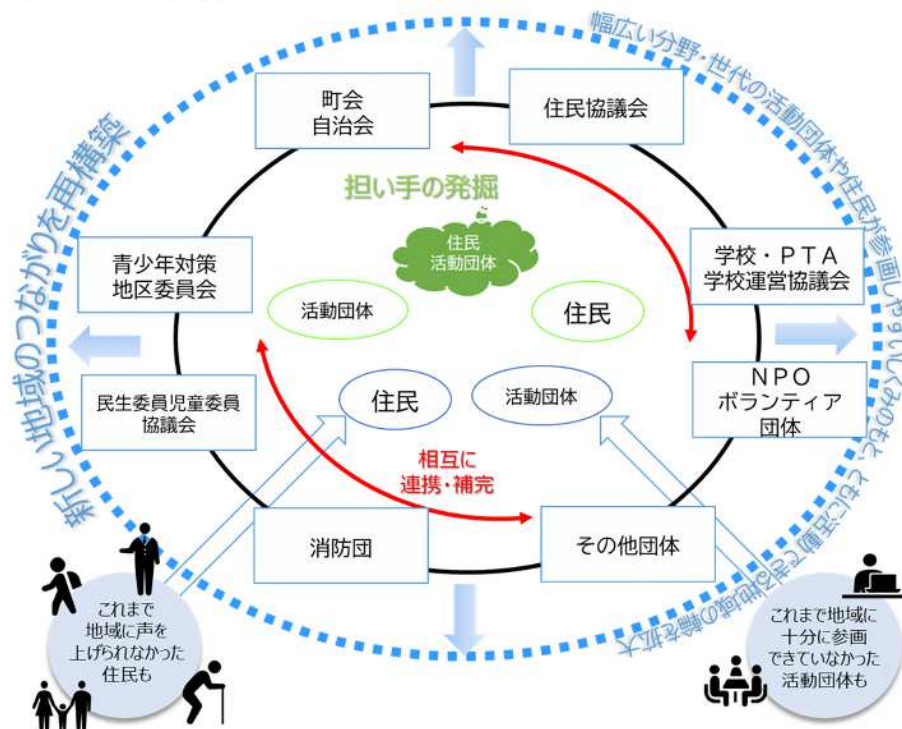 幅広い分野・世代の活動団体や住民が参画しやすいしくみのもと、ともに活動できる地域の輪を拡大
新しい地域のつながりを再構築
町会
自治会
住民協議会
担い手の発掘
住民
活動団体
青少年対策
地区委員会
学校・ＰＴＡ
学校運営協議会
活動団体
住民
民生委員児童委員
協議会
住民
活動団体
ＮＰＯ
ボランティア
団体
相互に
連携・補完
消防団
その他団体
これまで
地域に声を
上げられなかった
住民も
これまで地域に
十分に参画
できていなかった
活動団体も